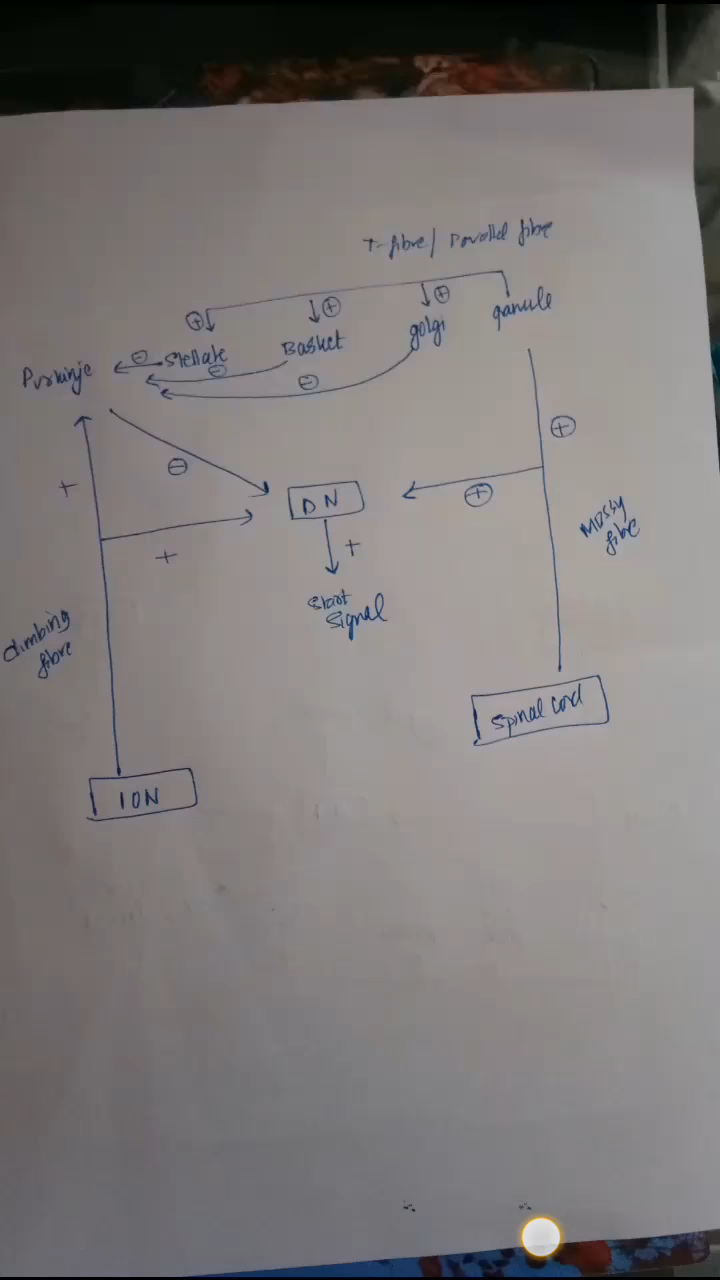 T-fibre / Parallel fibre
⊕ ⊕ ⊕ granule
Purkinje ⊖ Stellate Basket golgi
⊖
⊖
+ ⊖ ⊕
DN ⊕
+ + Mossy
fibre
Start
Signal
climbing
fibre
Spinal cord
ION